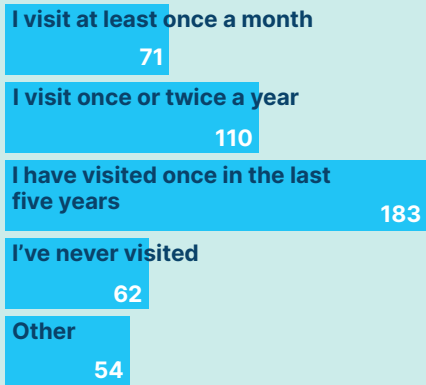 I visit at least once a month
71
I visit once or twice a year
110
I have visited once in the last
five years
183
I've never visited
62
Other
54